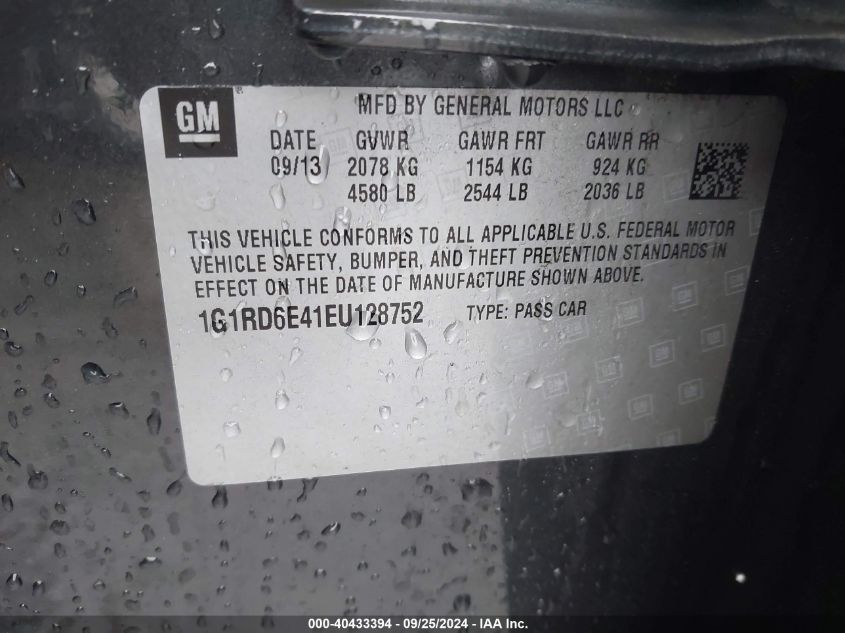 GM
MFD BY GENERAL MOTORS LLC
DATE GVWR GAWR FRT GAWR RR
09/13 2078 KG 1154 KG 924 KG
4580 LB 2544 LB 2036 LB
THIS VEHICLE CONFORMS TO ALL APPLICABLE U.S. FEDERAL MOTOR
VEHICLE SAFETY, BUMPER, AND THEFT PREVENTION STANDARDS IN
EFFECT ON THE DATE OF MANUFACTURE SHOWN ABOVE.
1G1RD6E41EU128752 TYPE: PASS CAR
000-40433394 - 09/25/2024 - IAA Inc.